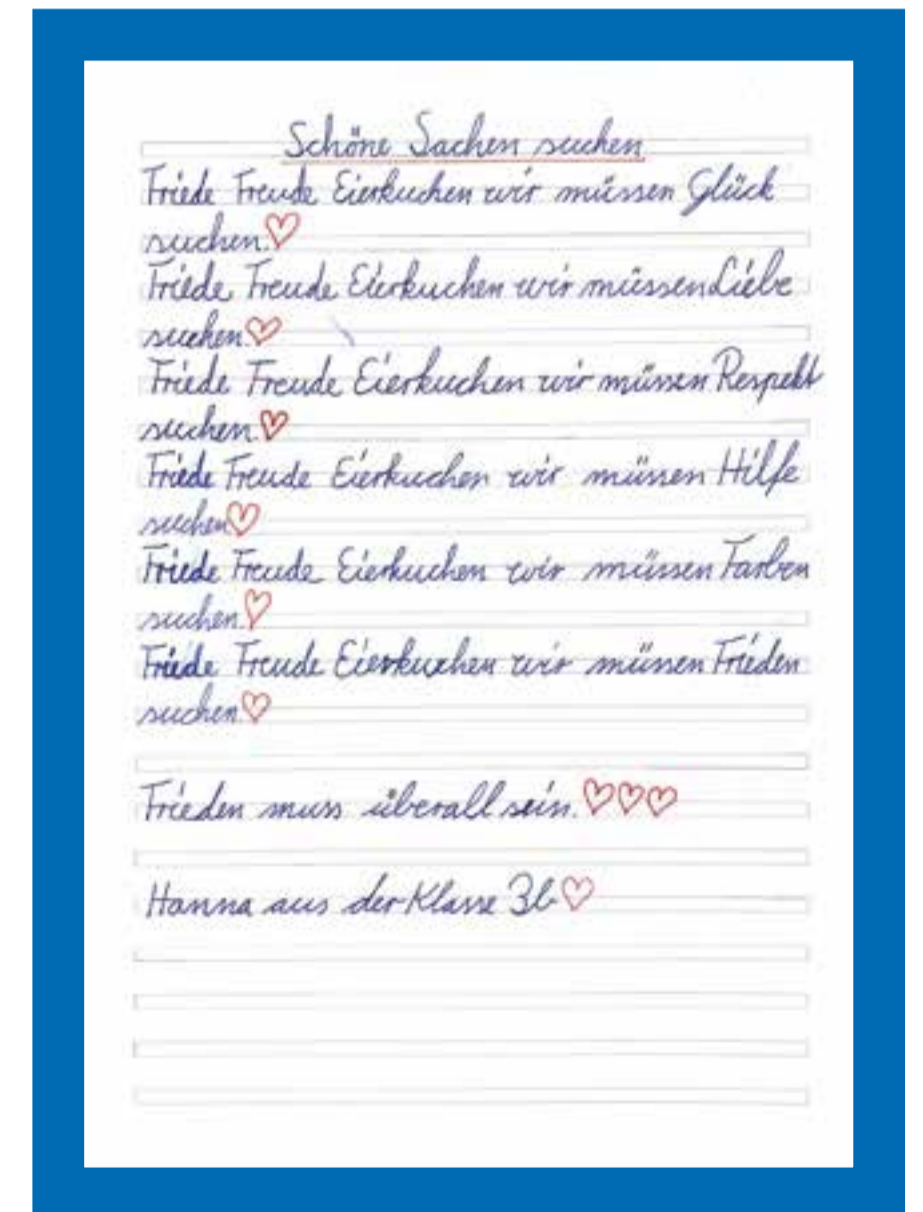 Schöne Sachen suchen
Friede Freude Eierkuchen wir müssen Glück
suchen.♡
Friede Freude Eierkuchen wir müssen Liebe
suchen♡
Friede Freude Eierkuchen wir müssen Respekt
suchen.♡
Friede Freude Eierkuchen wir müssen Hilfe
suchen♡
Friede Freude Eierkuchen wir müssen Farben
suchen.♡
Friede Freude Eierkuchen wir müssen Frieden
suchen♡
Frieden muss überall sein.♡♡♡
Hanna aus der Klasse 3b♡